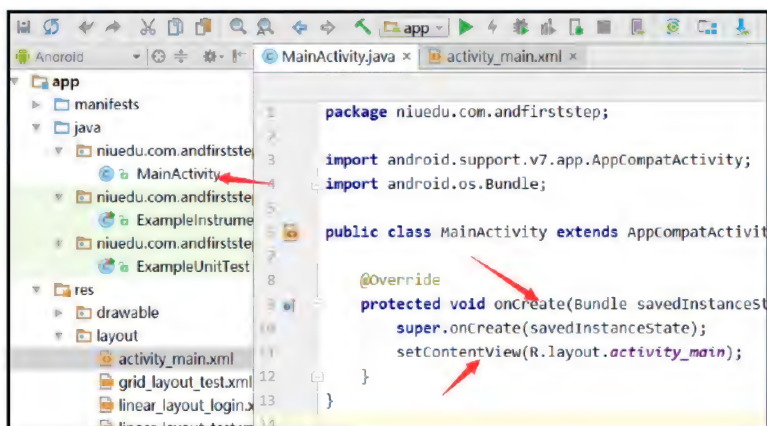 app
Android
MainActivity.java ×
activity_main.xml ×
app
manifests
java
niuedu.com.andfirststep
MainActivity
niuedu.com.andfirststep
ExampleInstrume
niuedu.com.andfirststep
ExampleUnitTest
res
drawable
layout
activity_main.xml
grid_layout_test.xml
linear_layout_login.x
1 package niuedu.com.andfirststep;
2
3 import android.support.v7.app.AppCompatActivity;
4 import android.os.Bundle;
5
6 public class MainActivity extends AppCompatActivit
7
8 @Override
9 protected void onCreate(Bundle savedInstanceSt
10 super.onCreate(savedInstanceState);
11 setContentView(R.layout.activity_main);
12 }
13 }
14